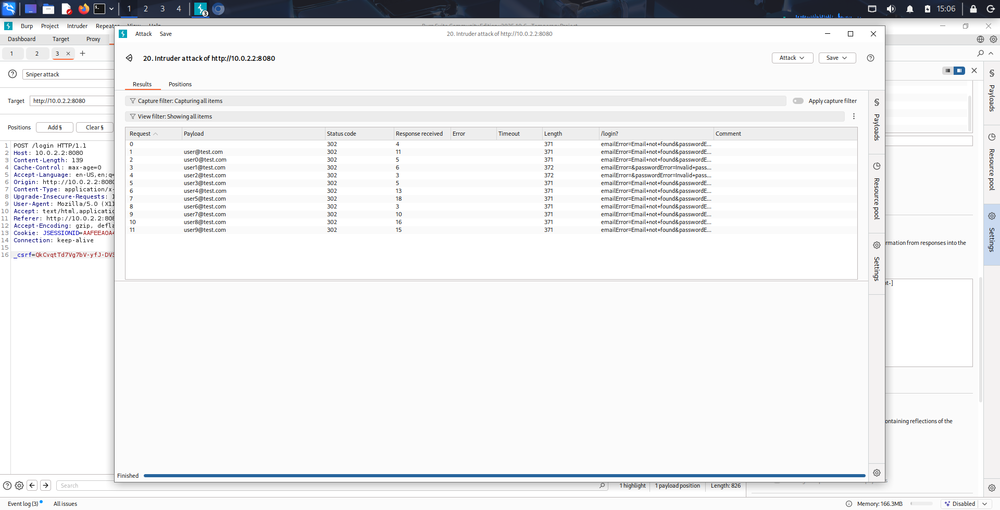 1 2 3 4 3 15:06
Burp Project Intruder Repeater View Help
Dashboard Target Proxy
1 2 3 × +
Attack Save 20. Intruder attack of http://10.0.2.2:8080
20. Intruder attack of http://10.0.2.2:8080 Attack Save
Sniper attack
Target http://10.0.2.2:8080
Positions Add § Clear §
Results Positions
Capture filter: Capturing all items Apply capture filter
View filter: Showing all items
Request Payload Status code Response received Error Timeout Length /login? Comment
0 302 4 371 emailError=Email+not+found&passwordE...
1 user@test.com 302 11 371 emailError=Email+not+found&passwordE...
2 user0@test.com 302 5 371 emailError=Email+not+found&passwordE...
3 user1@test.com 302 6 372 emailError=&passwordError=Invalid+pass...
4 user2@test.com 302 3 372 emailError=&passwordError=Invalid+pass...
5 user3@test.com 302 5 371 emailError=Email+not+found&passwordE...
6 user4@test.com 302 13 371 emailError=Email+not+found&passwordE...
7 user5@test.com 302 18 371 emailError=Email+not+found&passwordE...
8 user6@test.com 302 3 371 emailError=Email+not+found&passwordE...
9 user7@test.com 302 10 371 emailError=Email+not+found&passwordE...
10 user8@test.com 302 16 371 emailError=Email+not+found&passwordE...
11 user9@test.com 302 15 371 emailError=Email+not+found&passwordE...
1 POST /login HTTP/1.1
2 Host: 10.0.2.2:8080
3 Content-Length: 139
4 Cache-Control: max-age=0
5 Accept-Language: en-US,en;q=
6 Origin: http://10.0.2.2:8080
7 Content-Type: application/x-
8 Upgrade-Insecure-Requests: 1
9 User-Agent: Mozilla/5.0 (X11
10 Accept: text/html,applicatio
11 Referer: http://10.0.2.2:808
12 Accept-Encoding: gzip, defla
13 Cookie: JSESSIONID=AAFEEA0A4
14 Connection: keep-alive
15
16 _csrf=QkCvqtTd7Vg7bV-yfJ-DV3
§ Payloads
Resource pool
Settings
§ Payloads
Resource pool
Settings
rmation from responses into the
nt-]
ontaining reflections of the
Finished
Search 1 highlight 1 payload position Length: 826
Event log (3) All issues Memory: 166.3MB Disabled